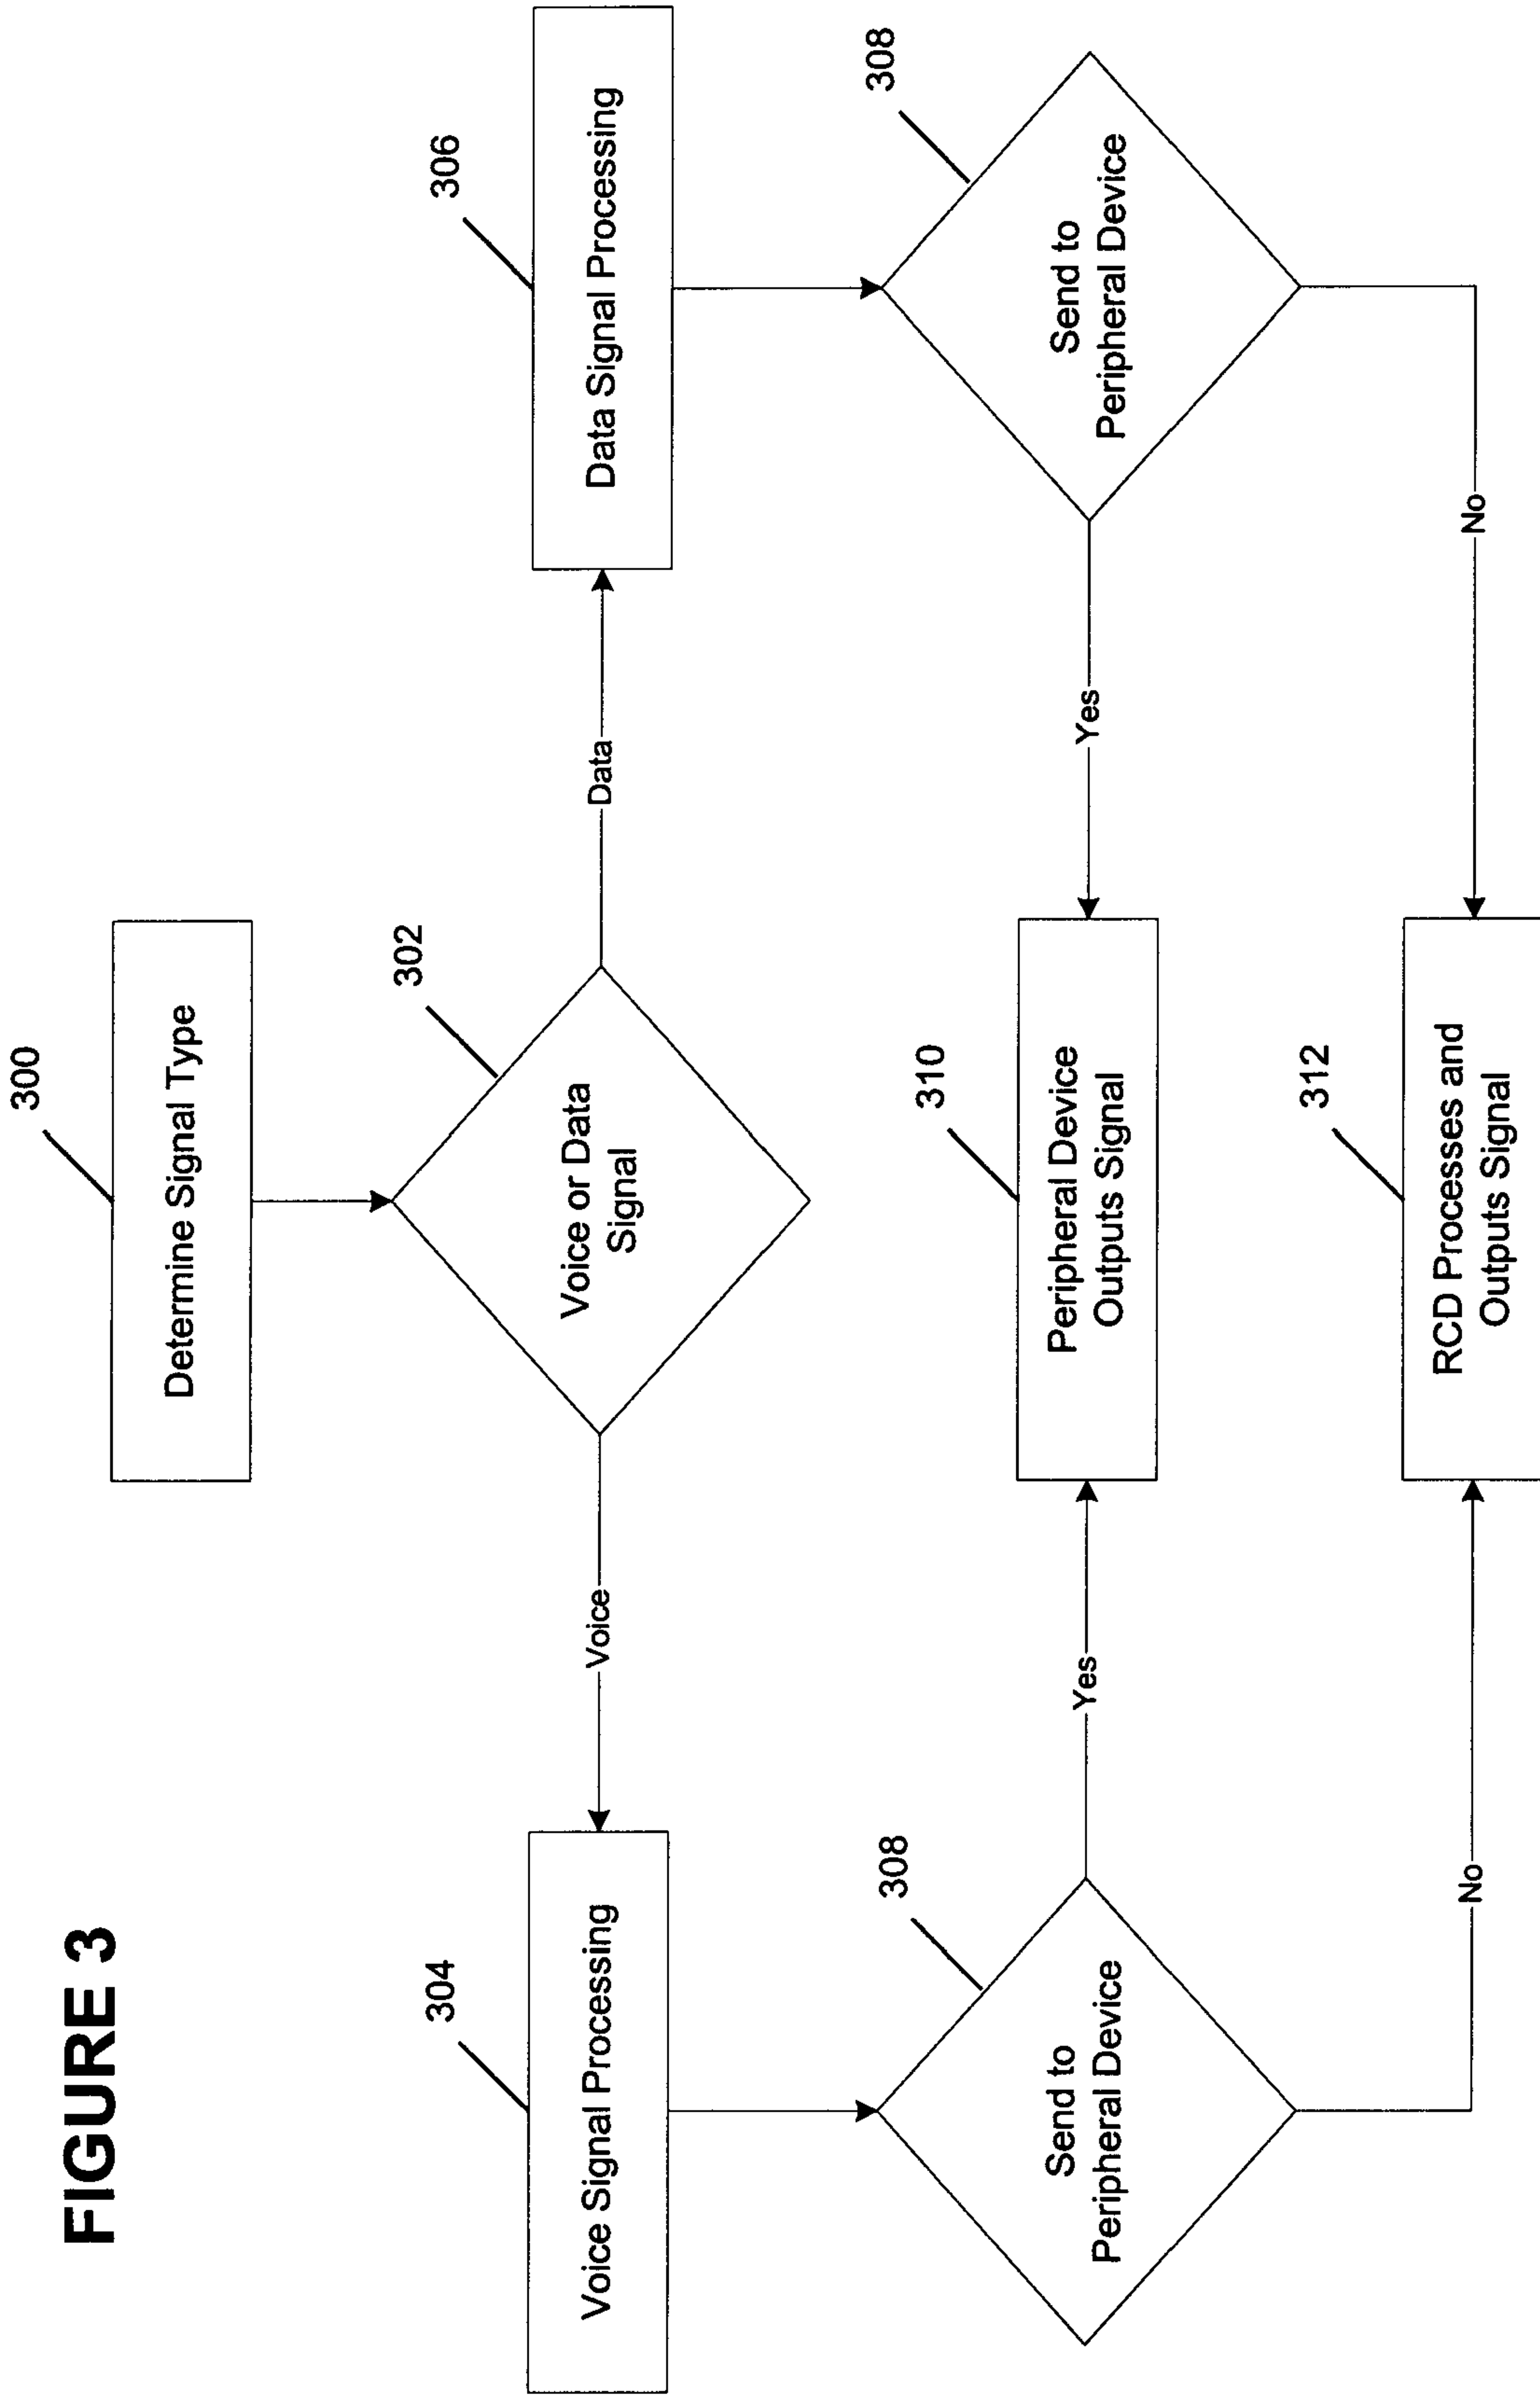 FIGURE 3
300
Determine Signal Type
302
Voice or Data
Signal
Voice
Data
304
Voice Signal Processing
306
Data Signal Processing
308
Send to
Peripheral Device
308
Send to
Peripheral Device
Yes
310
Peripheral Device
Outputs Signal
Yes
No
312
RCD Processes and
Outputs Signal
No